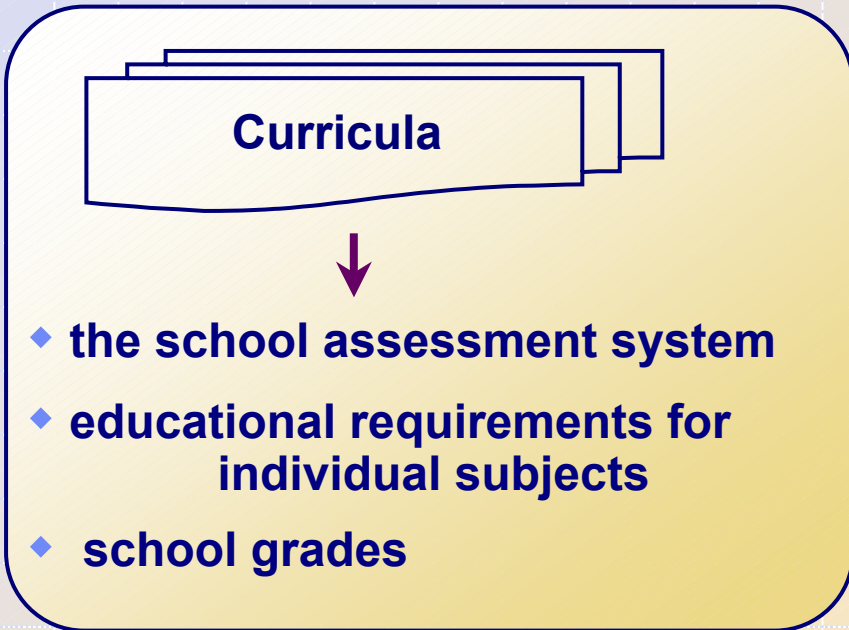 Curricula
the school assessment system
educational requirements for
individual subjects
school grades